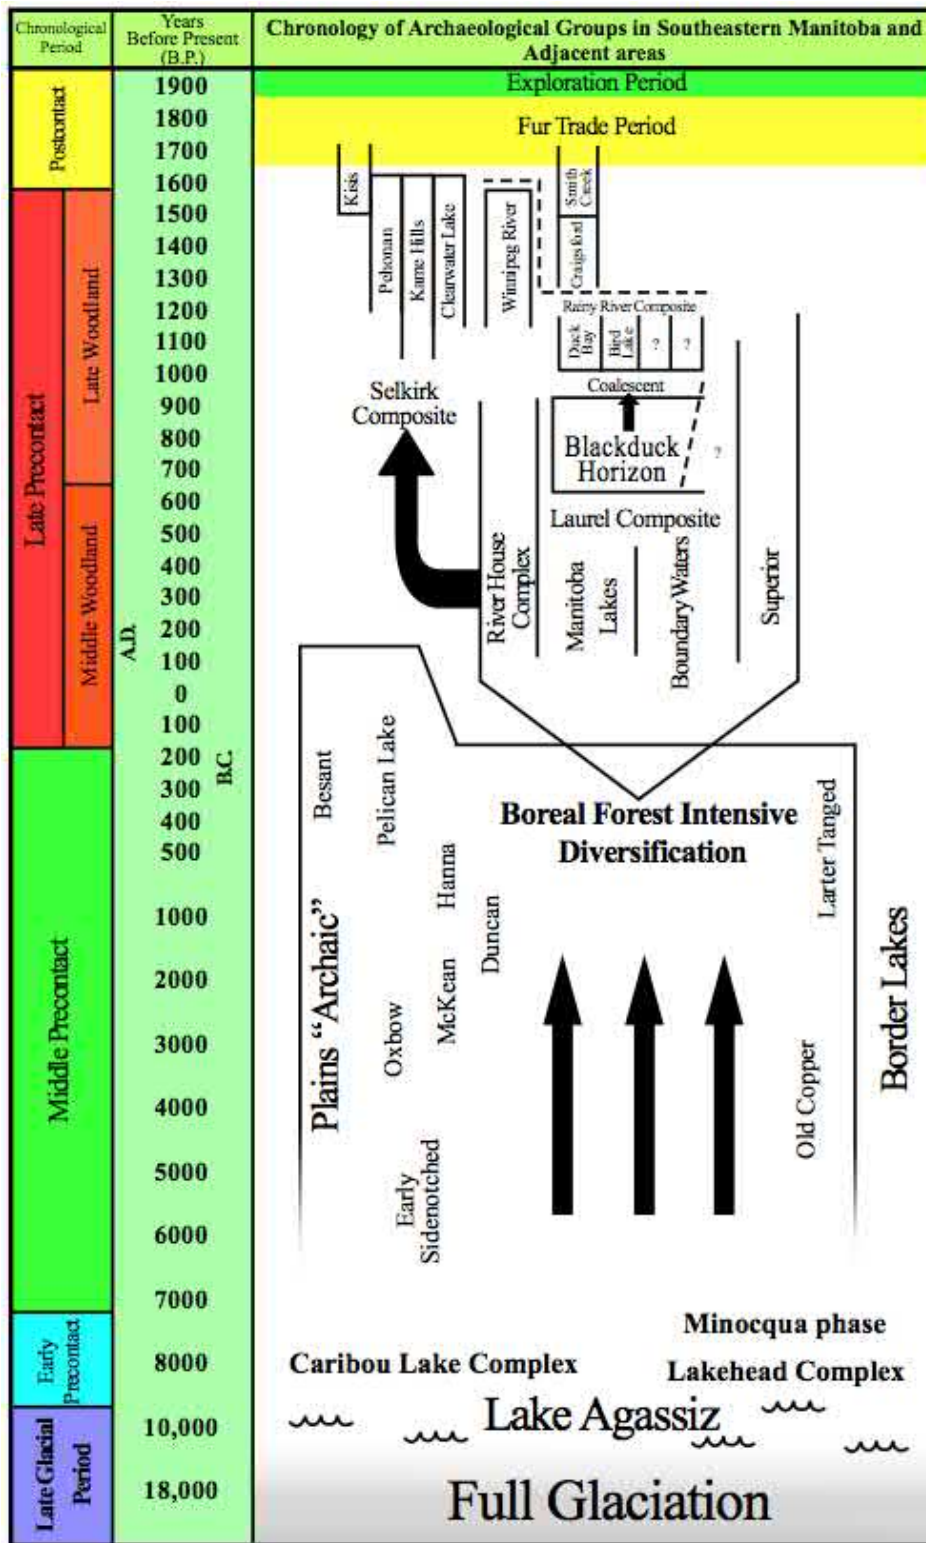 Chronological
Period
Years
Before Present
(B.P.)
Chronology of Archaeological Groups in Southeastern Manitoba and
Adjacent areas
Postcontact
Late Precontact
Late Woodland
Middle Woodland
Middle Precontact
Early
Precontact
Late Glacial
Period
1900
1800
1700
1600
1500
1400
1300
1200
1100
1000
900
800
700
600
500
400
300
200
100
0
100
200
300
400
500
1000
2000
3000
4000
5000
6000
7000
8000
10,000
18,000
A.D.
B.C.
Exploration Period
Fur Trade Period
Kisis
Pehonan
Kame Hills
Clearwater Lake
Winnipeg River
Smith
Creek
Craigsford
Rainy River Composite
Duck
Bay
Bird
Lake
?
?
Coalescent
Selkirk
Composite
Blackduck
Horizon
?
Laurel Composite
River House
Complex
Manitoba
Lakes
Boundary Waters
Superior
Besant
Pelican Lake
Boreal Forest Intensive
Diversification
Larter Tanged
Hanna
Duncan
Plains “Archaic”
McKean
Oxbow
Border Lakes
Old Copper
Early
Sidenotched
Minocqua phase
Caribou Lake Complex
Lakehead Complex
Lake Agassiz
Full Glaciation